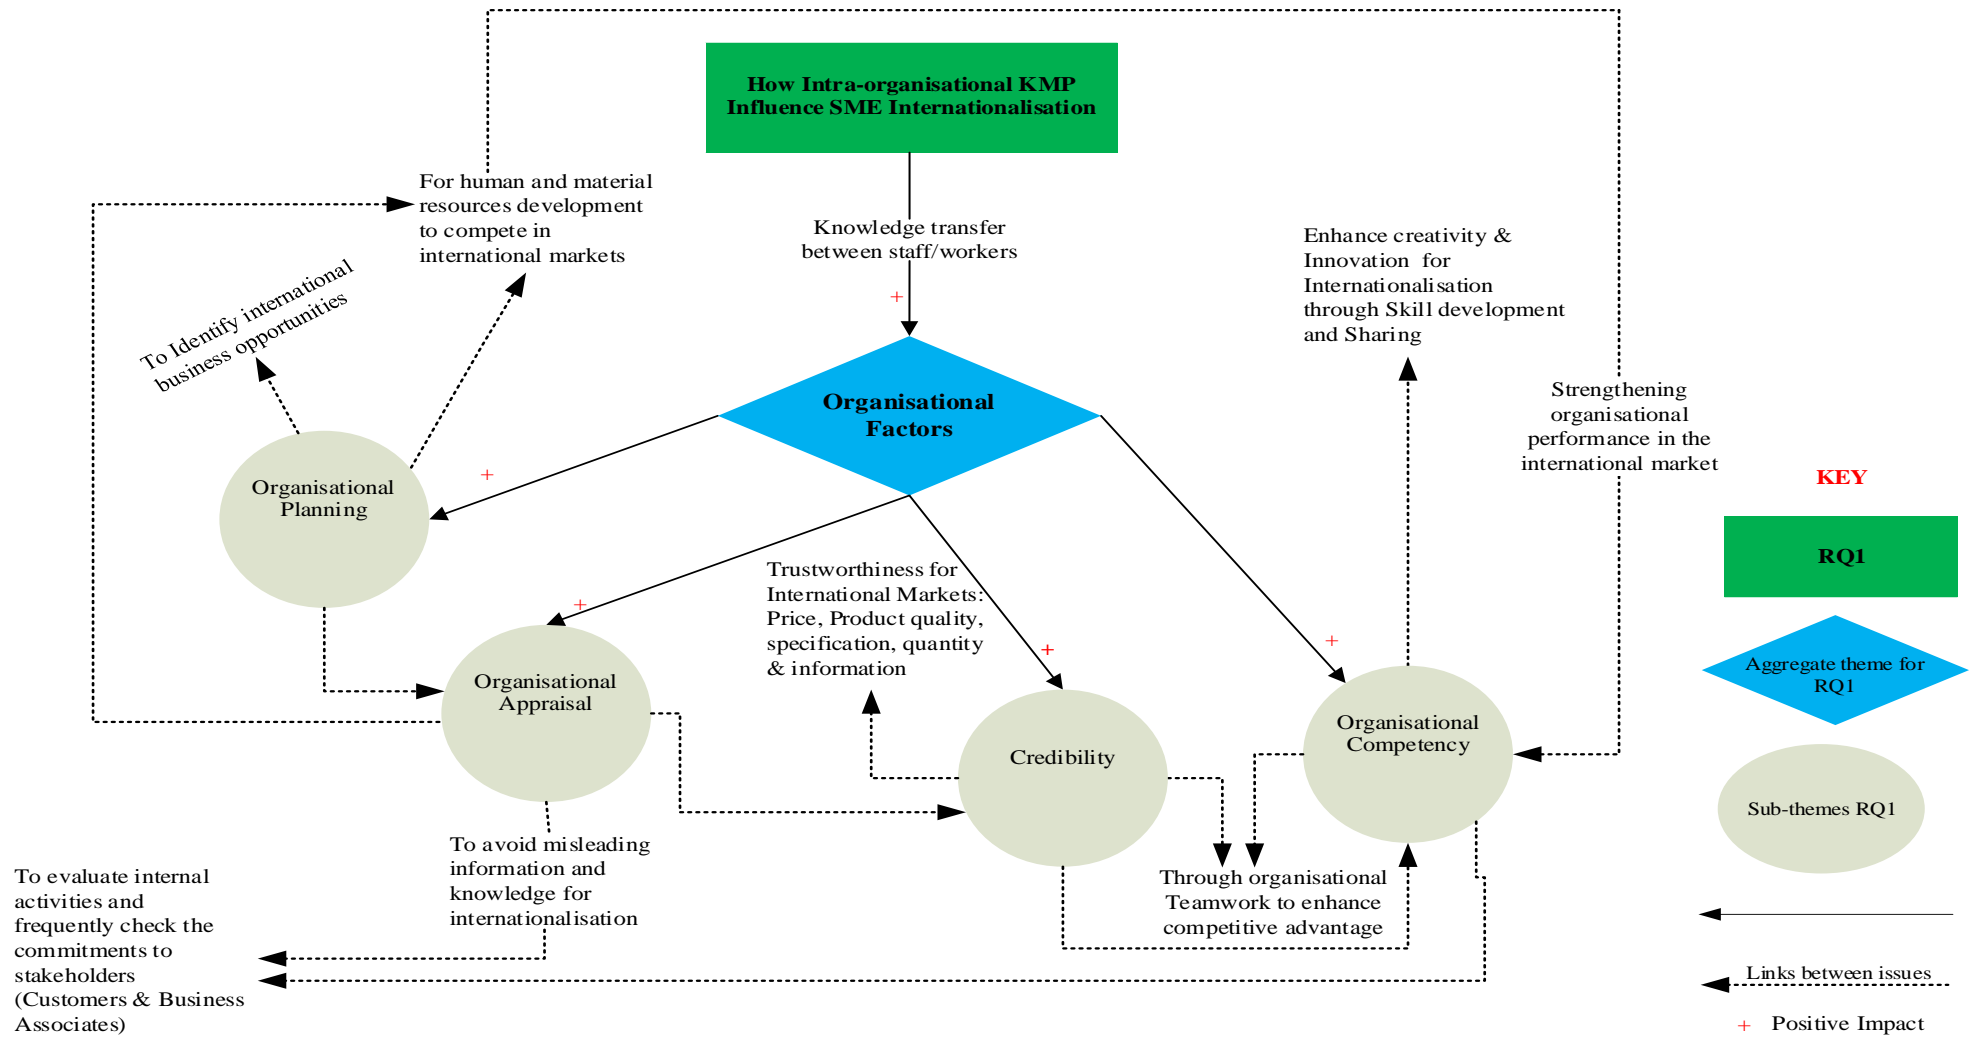 How Intra-organisational KMP
Influence SME Internationalisation
For human and material
resources development
to compete in
international markets
Knowledge transfer
between staff/workers
+
Enhance creativity &
Innovation for
Internationalisation
through Skill development
and Sharing
To Identify international
business opportunities
Organisational
Factors
Strengthening
organisational
performance in the
international market
+
Organisational
Planning
Trustworthiness for
International Markets:
Price, Product quality,
specification, quantity
& information
+
+
+
Organisational
Appraisal
Credibility
Organisational
Competency
To avoid misleading
information and
knowledge for
internationalisation
Through organisational
Teamwork to enhance
competitive advantage
To evaluate internal
activities and
frequently check the
commitments to
stakeholders
(Customers & Business
Associates)
KEY
RQ1
Aggregate theme for
RQ1
Sub-themes RQ1
Links between issues
+ Positive Impact